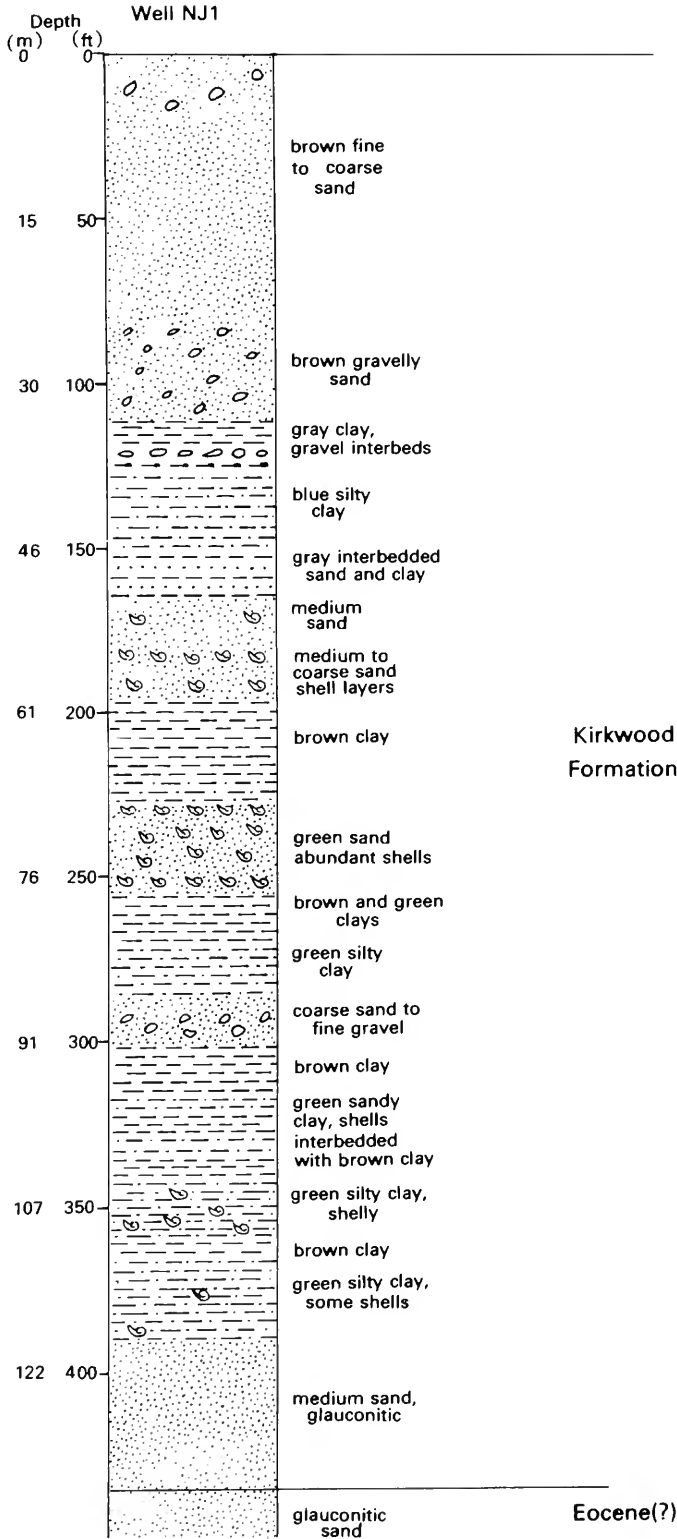 Well NJ1
Depth
(m) (ft)
0 0
brown fine
to coarse
sand
15 50
brown gravelly
sand
30 100
gray clay,
gravel interbeds
blue silty
clay
46 150
gray interbedded
sand and clay
medium
sand
medium to
coarse sand
shell layers
61 200
brown clay
Kirkwood
Formation
green sand
abundant shells
76 250
brown and green
clays
green silty
clay
coarse sand to
fine gravel
91 300
brown clay
green sandy
clay, shells
interbedded
with brown clay
green silty clay,
shelly
107 350
brown clay
green silty clay,
some shells
122 400
medium sand,
glauconitic
glauconitic
sand
Eocene(?)